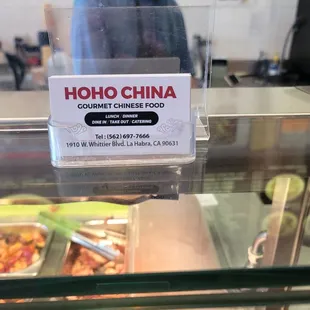 HOHO CHINA
GOURMET CHINESE FOOD
LUNCH DINNER
DINE IN TAKE OUT CATERING
Tel : (562) 697-7666
1910 W. Whittier Blvd. La Habra, CA 90631